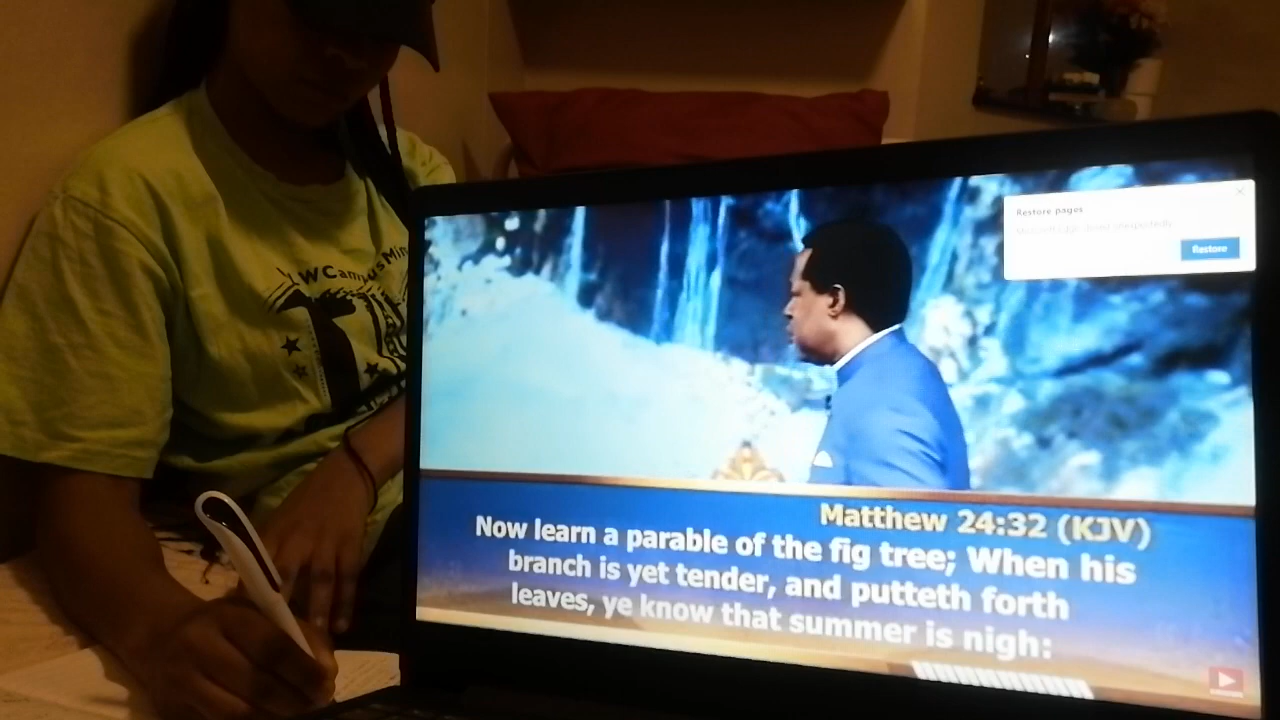 LWCampusMin
Restore pages
Restore
Matthew 24:32 (KJV)
Now learn a parable of the fig tree; When his
branch is yet tender, and putteth forth
leaves, ye know that summer is nigh: